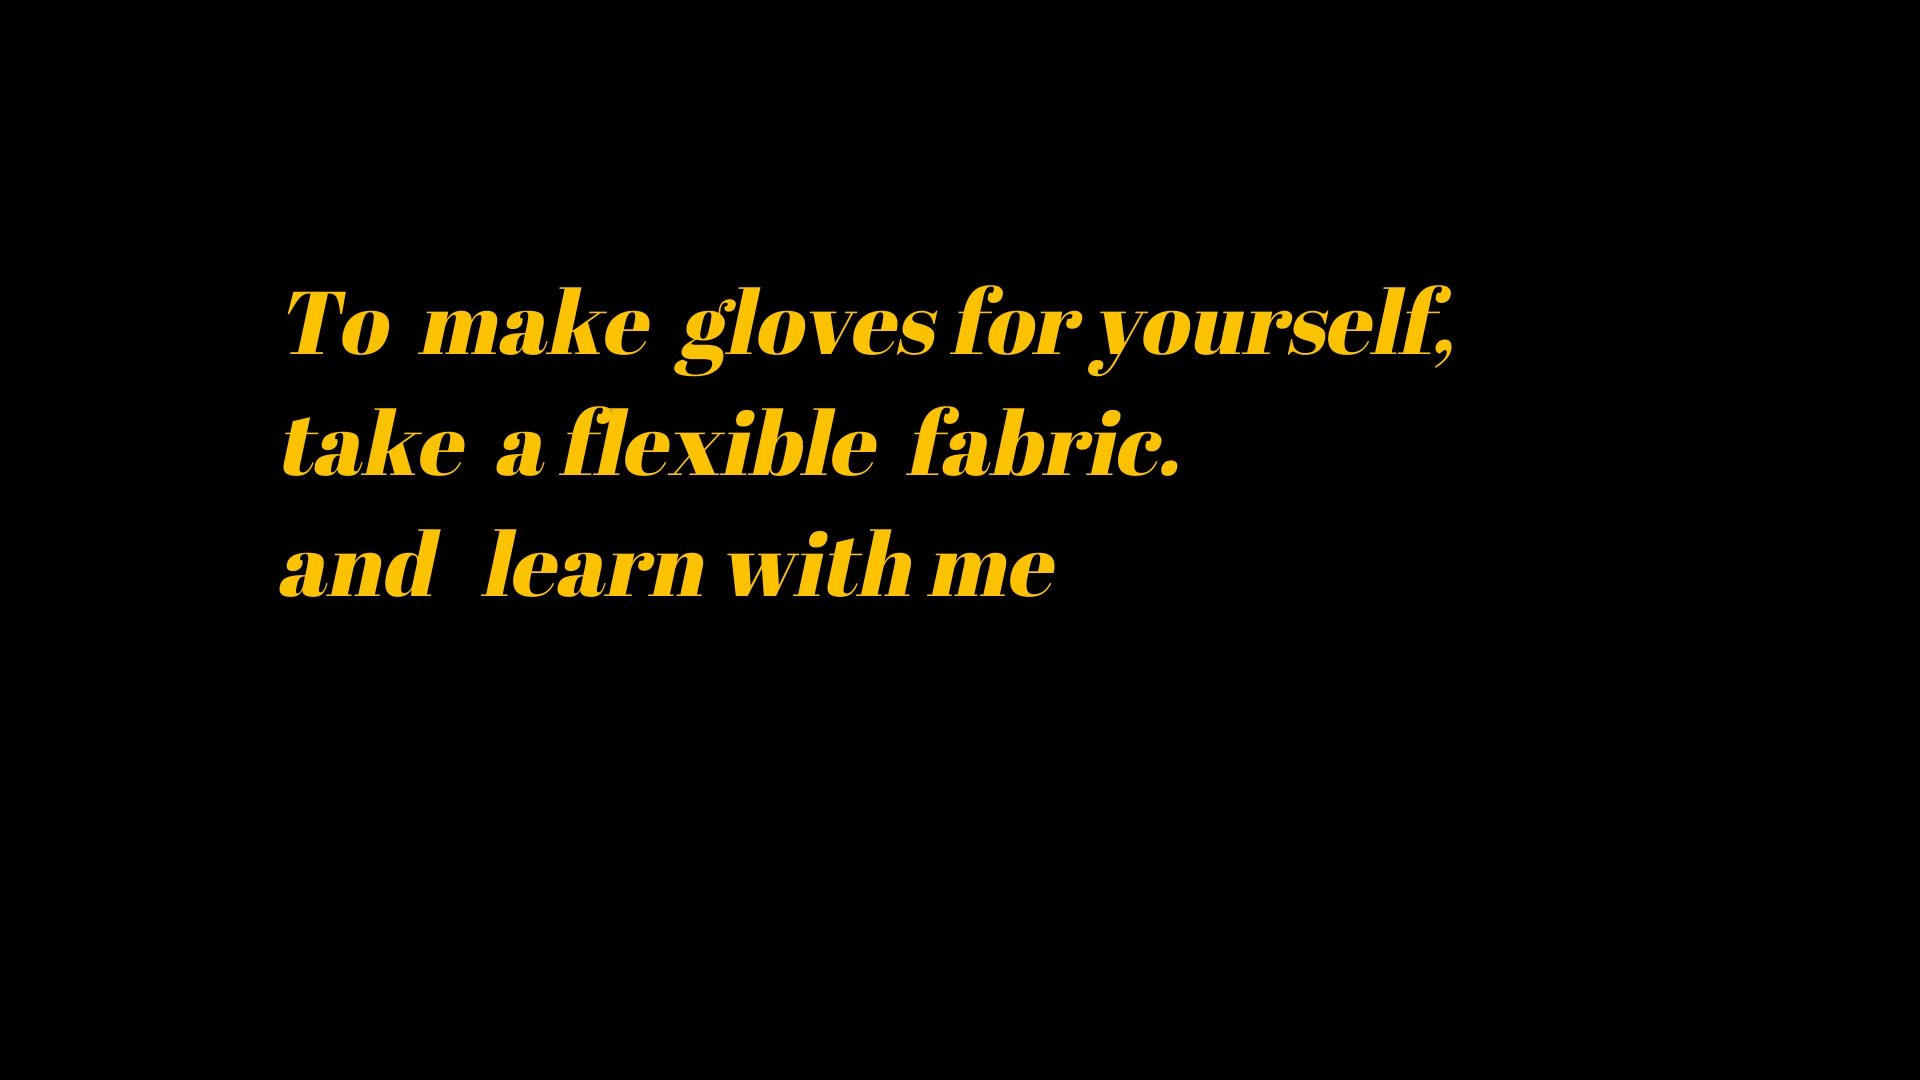 To make gloves for yourself,
take a flexible fabric.
and learn with me